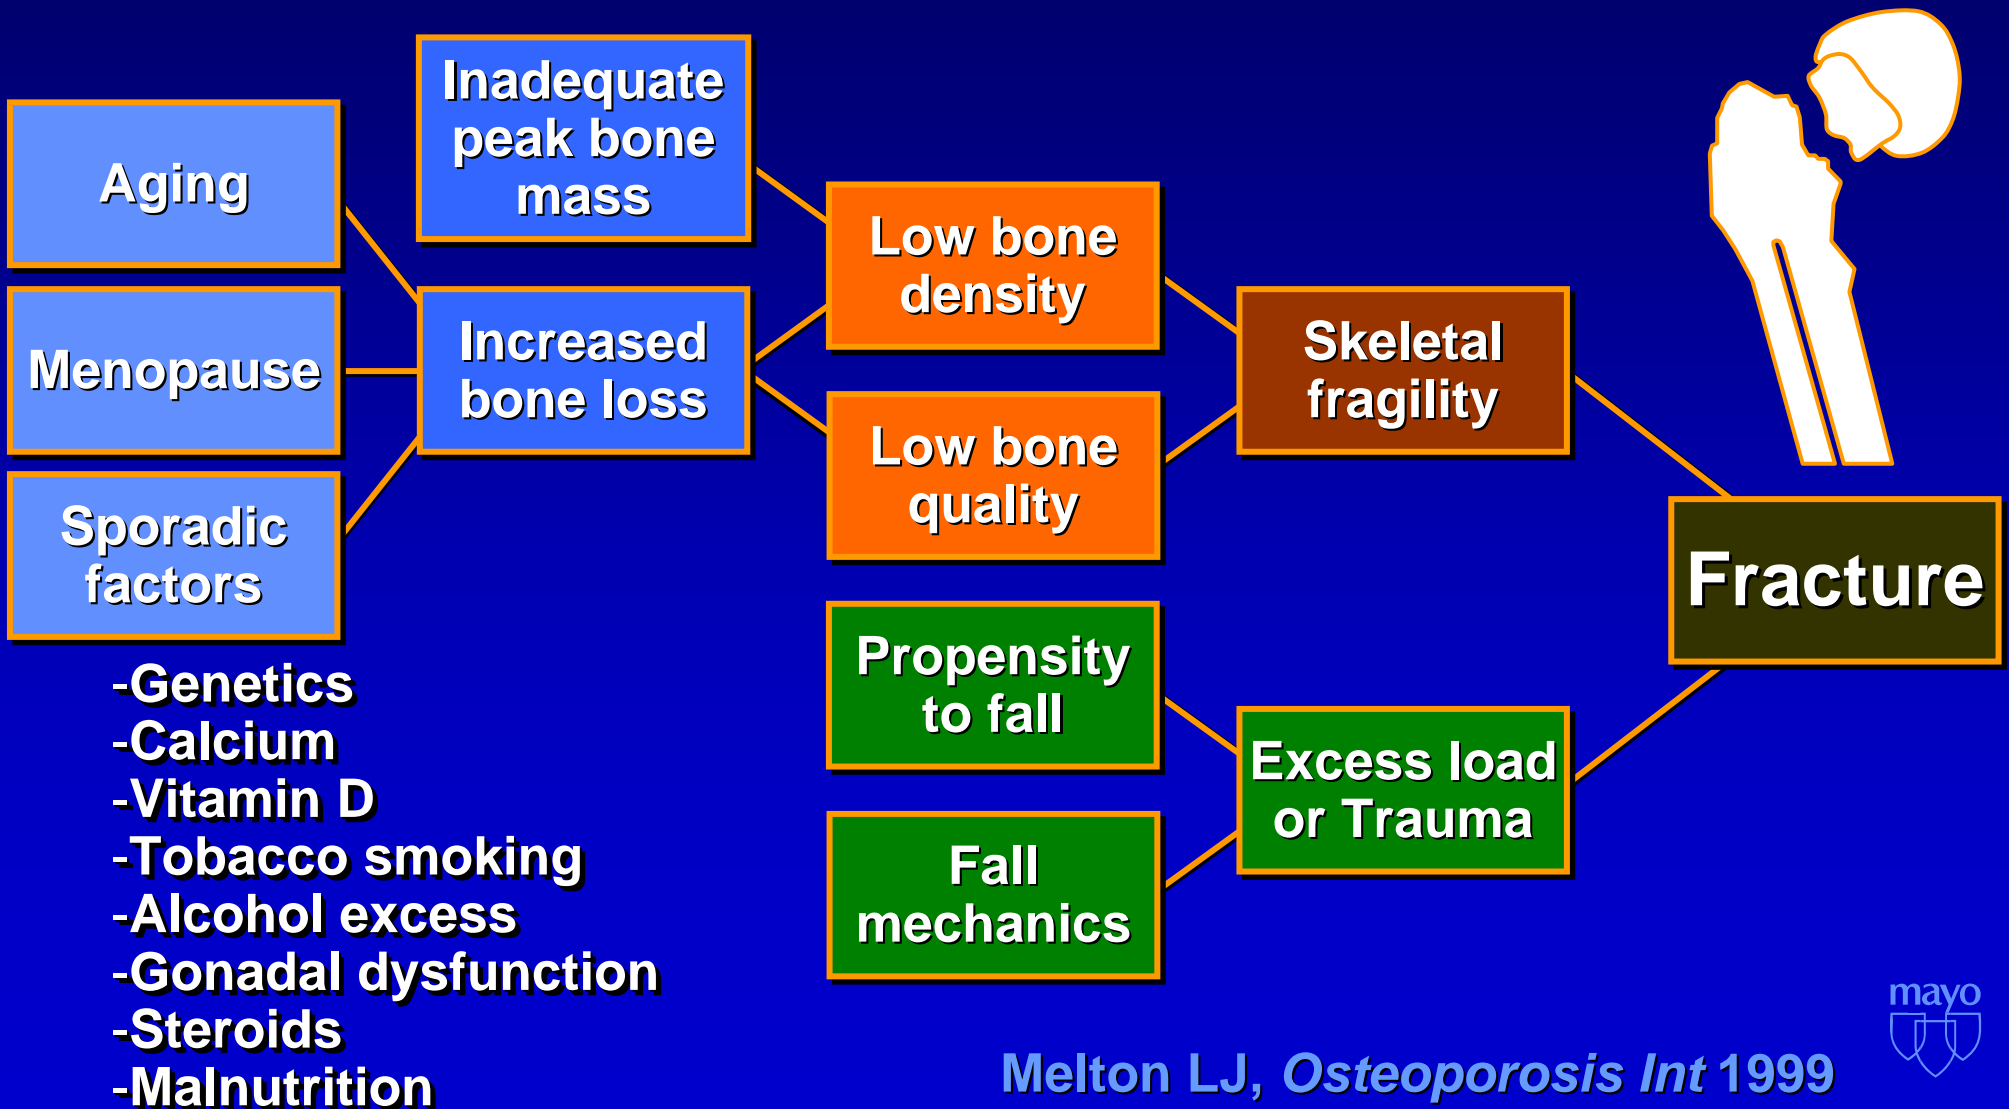 Inadequate
peak bone
mass
Aging
Low bone
density
Menopause
Increased
bone loss
Skeletal
fragility
Low bone
quality
Sporadic
factors
Fracture
Propensity
to fall
-Genetics
-Calcium
-Vitamin D
-Tobacco smoking
-Alcohol excess
-Gonadal dysfunction
-Steroids
-Malnutrition
Excess load
or Trauma
Fall
mechanics
mayo
Melton LJ, Osteoporosis Int 1999